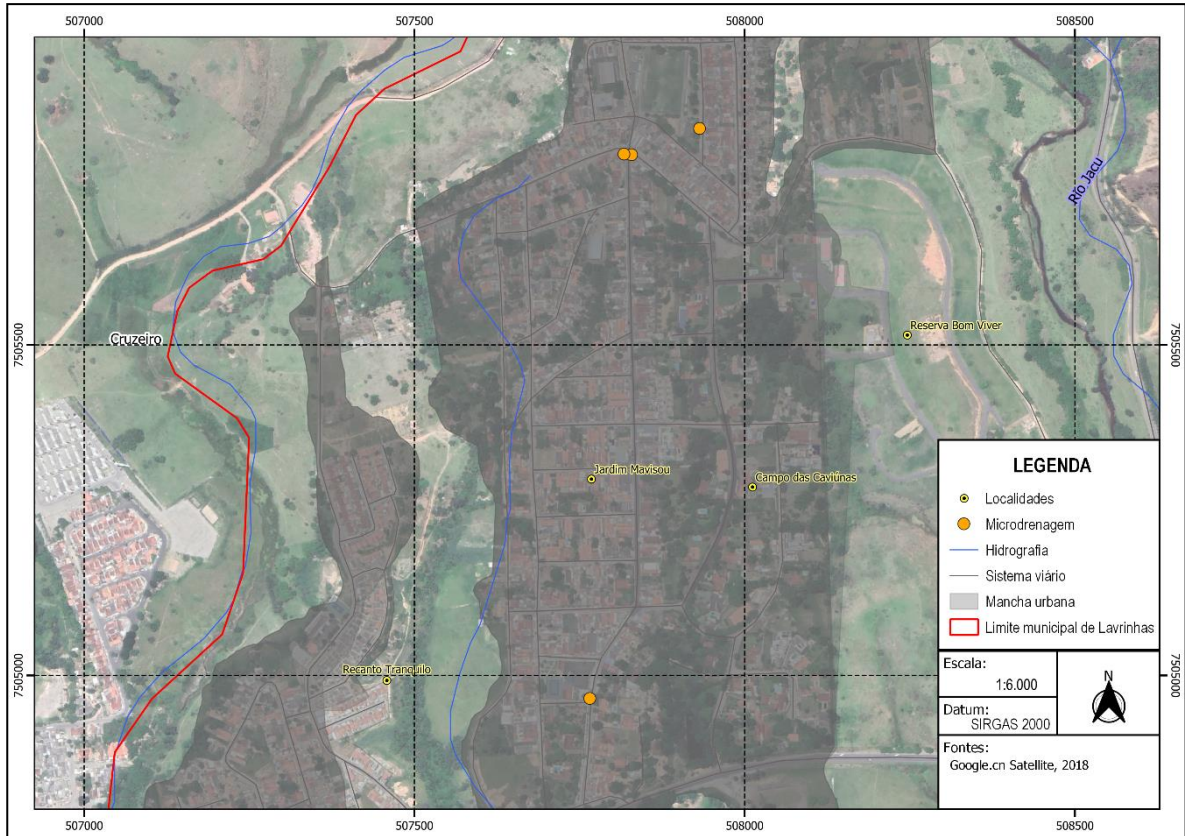 507000
507500
508000
508500
Rio Jacu
Cruzeiro
7505500
7505500
Reserva Bom Viver
Jardim Mavisou
Campo das Caviúnas
Recanto Tranquilo
7505000
7505000
LEGENDA
Localidades
Microdrenagem
Hidrografia
Sistema viário
Mancha urbana
Limite municipal de Lavrinhas
Escala:
1:6.000
Datum:
SIRGAS 2000
N
Fontes:
Google.cn Satellite, 2018
507000
507500
508000
508500